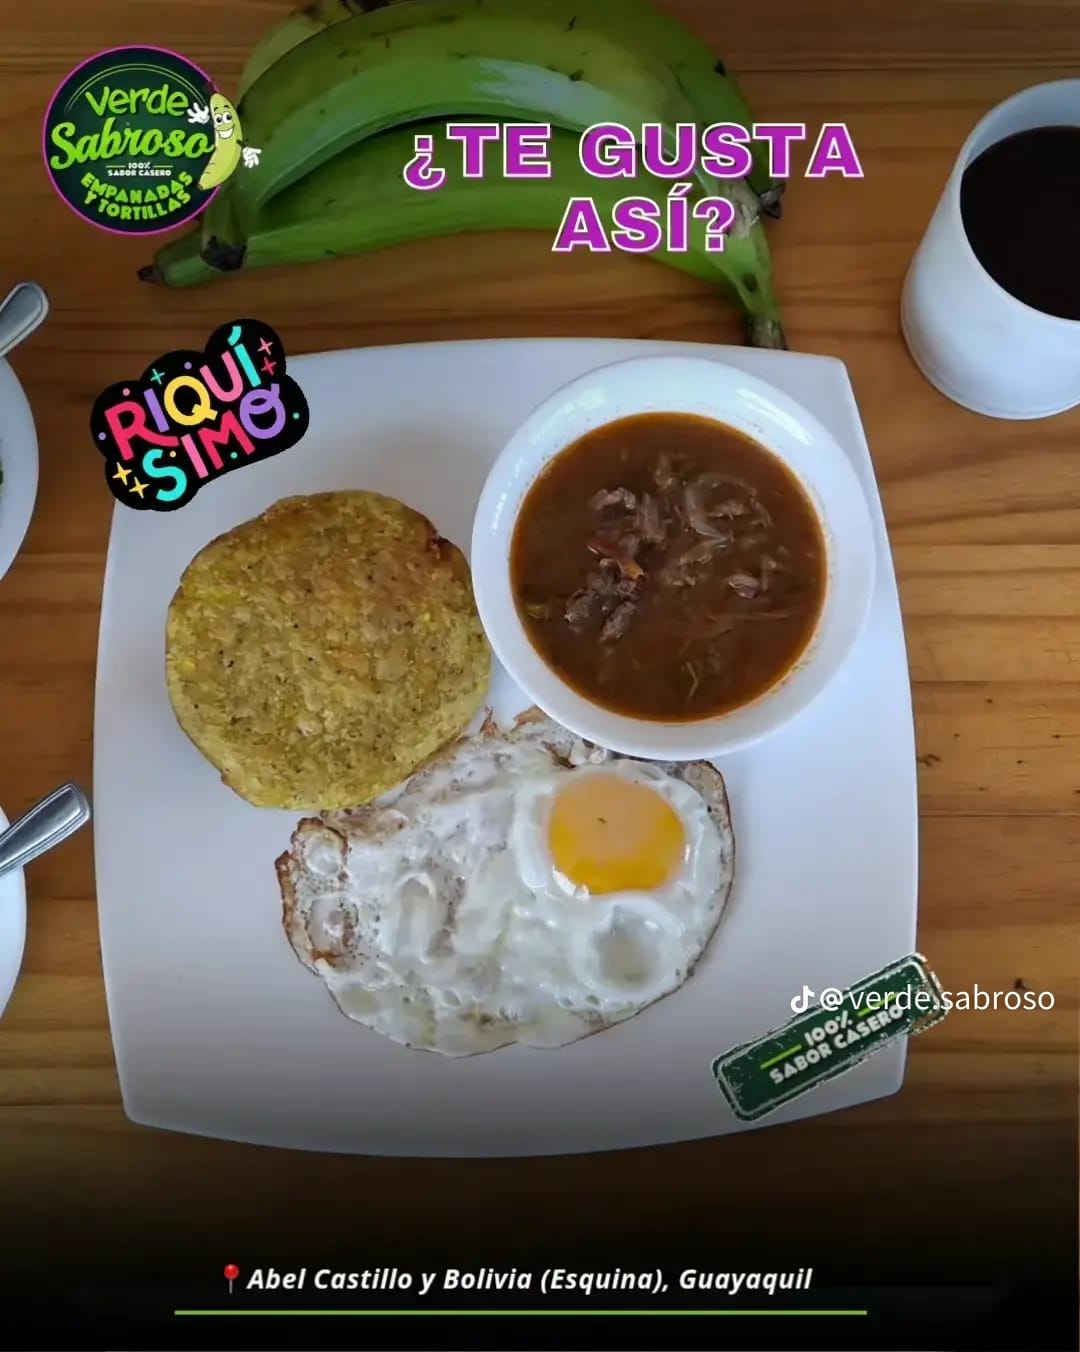 Verde
Sabroso
100%
SABOR CASERO
EMPANADAS
Y TORTILLAS
¿TE GUSTA
ASÍ?
RIQUÍ
SIMO
@verde.sabroso
100%
SABOR CASERO
Abel Castillo y Bolivia (Esquina), Guayaquil